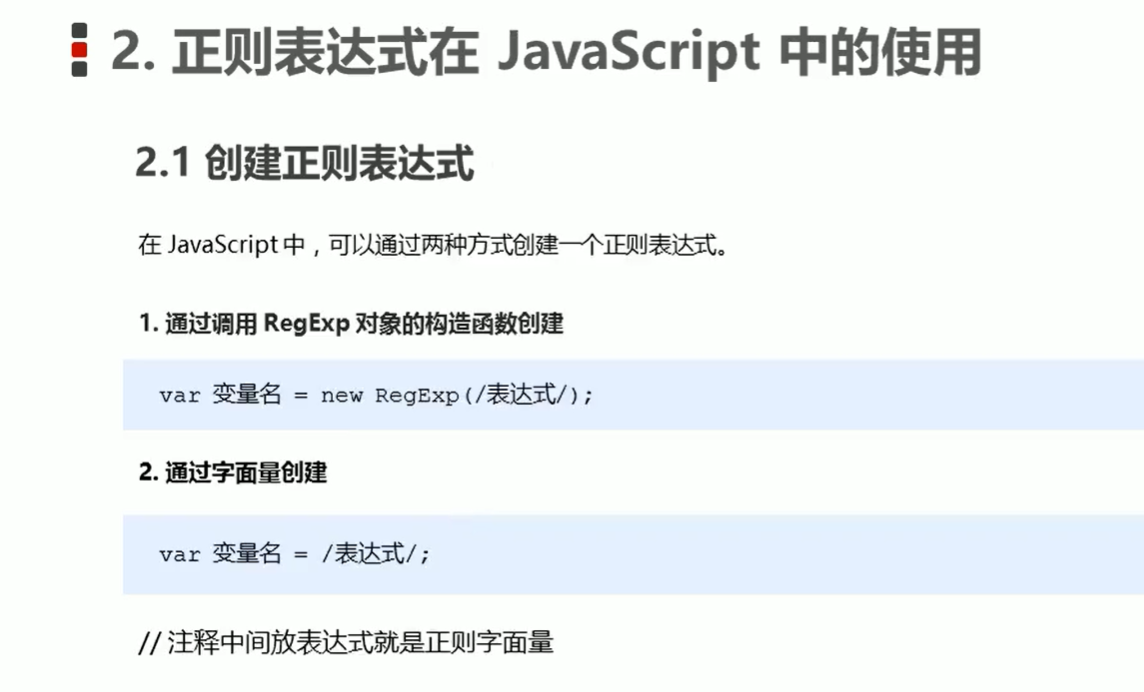 2. 正则表达式在 JavaScript 中的使用
2.1 创建正则表达式
在 JavaScript 中，可以通过两种方式创建一个正则表达式。
1. 通过调用 RegExp 对象的构造函数创建
var 变量名 = new RegExp(/表达式/);
2. 通过字面量创建
var 变量名 = /表达式/;
// 注释中间放表达式就是正则字面量